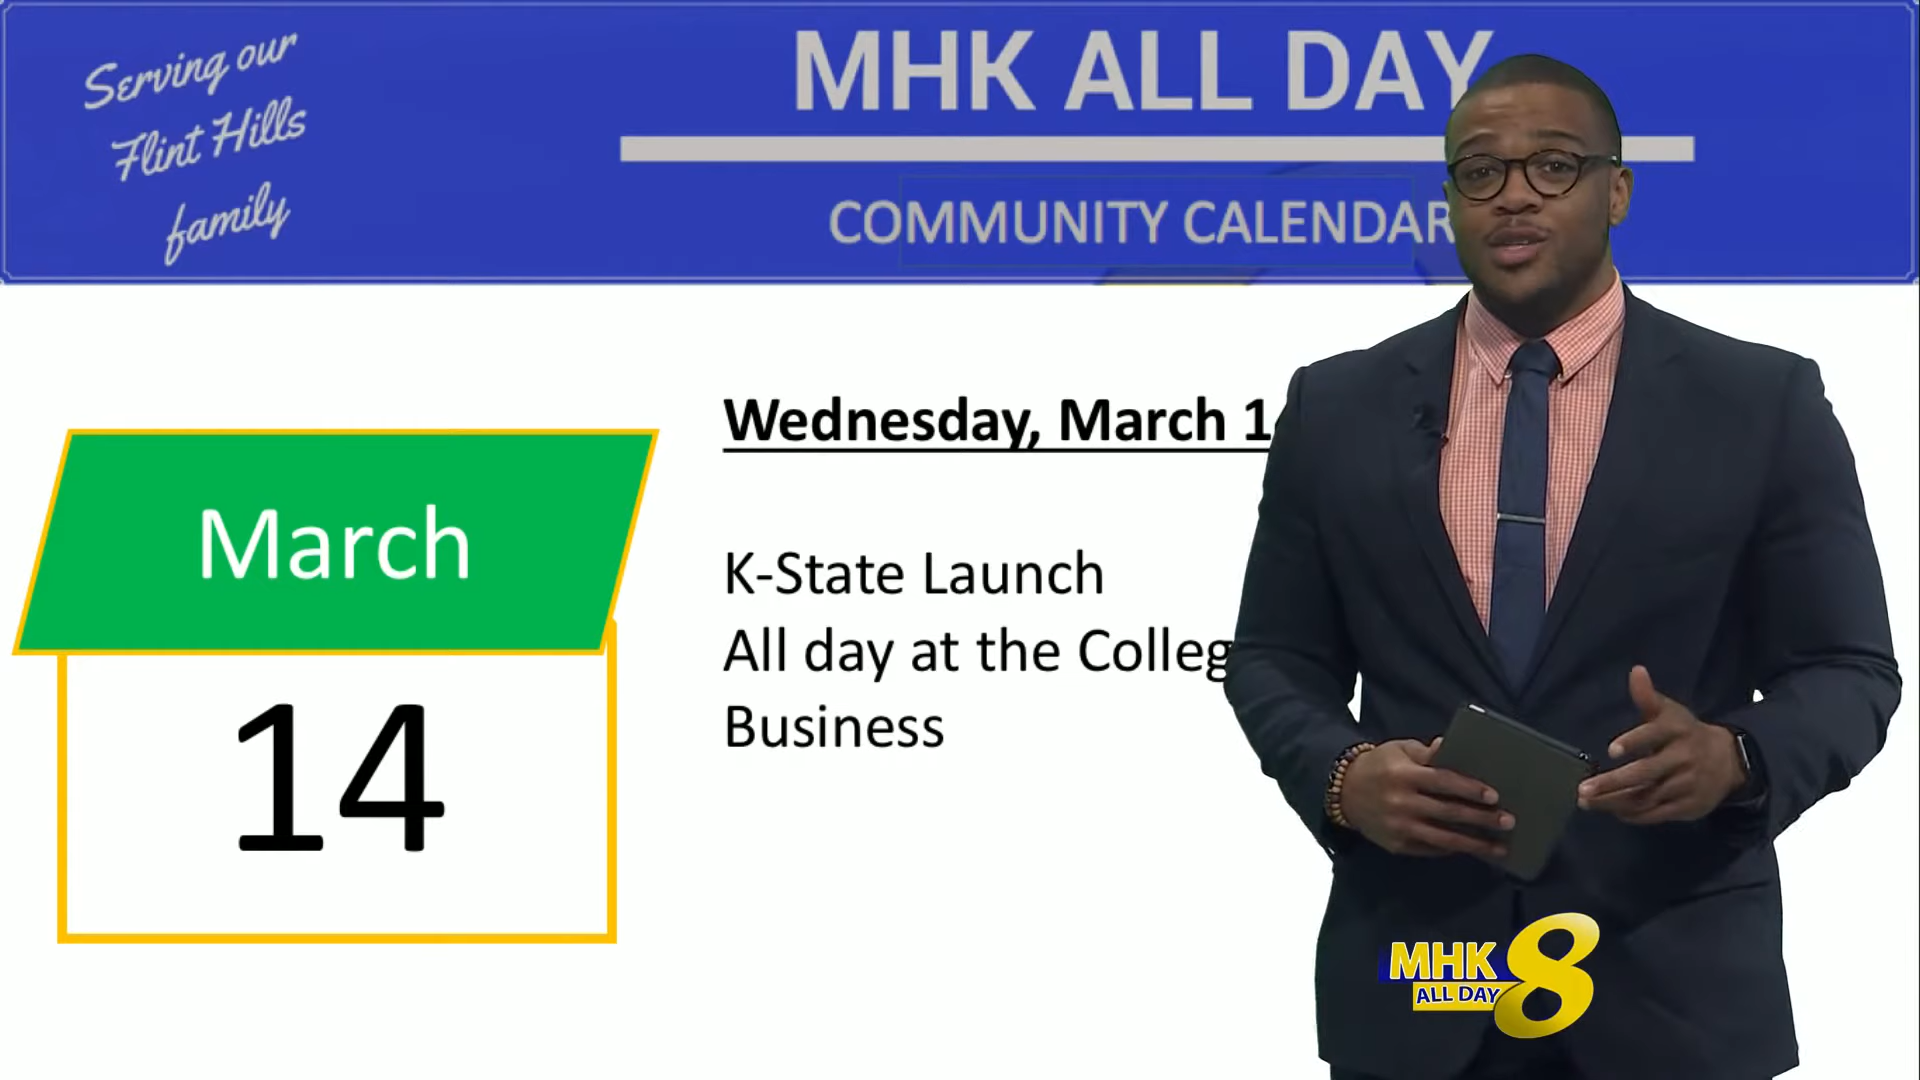 Serving our
Flint Hills
family
MHK ALL DAY
COMMUNITY CALENDAR
March
14
Wednesday, March 1
K-State Launch
All day at the Colleg
Business
MHK
ALL DAY
8